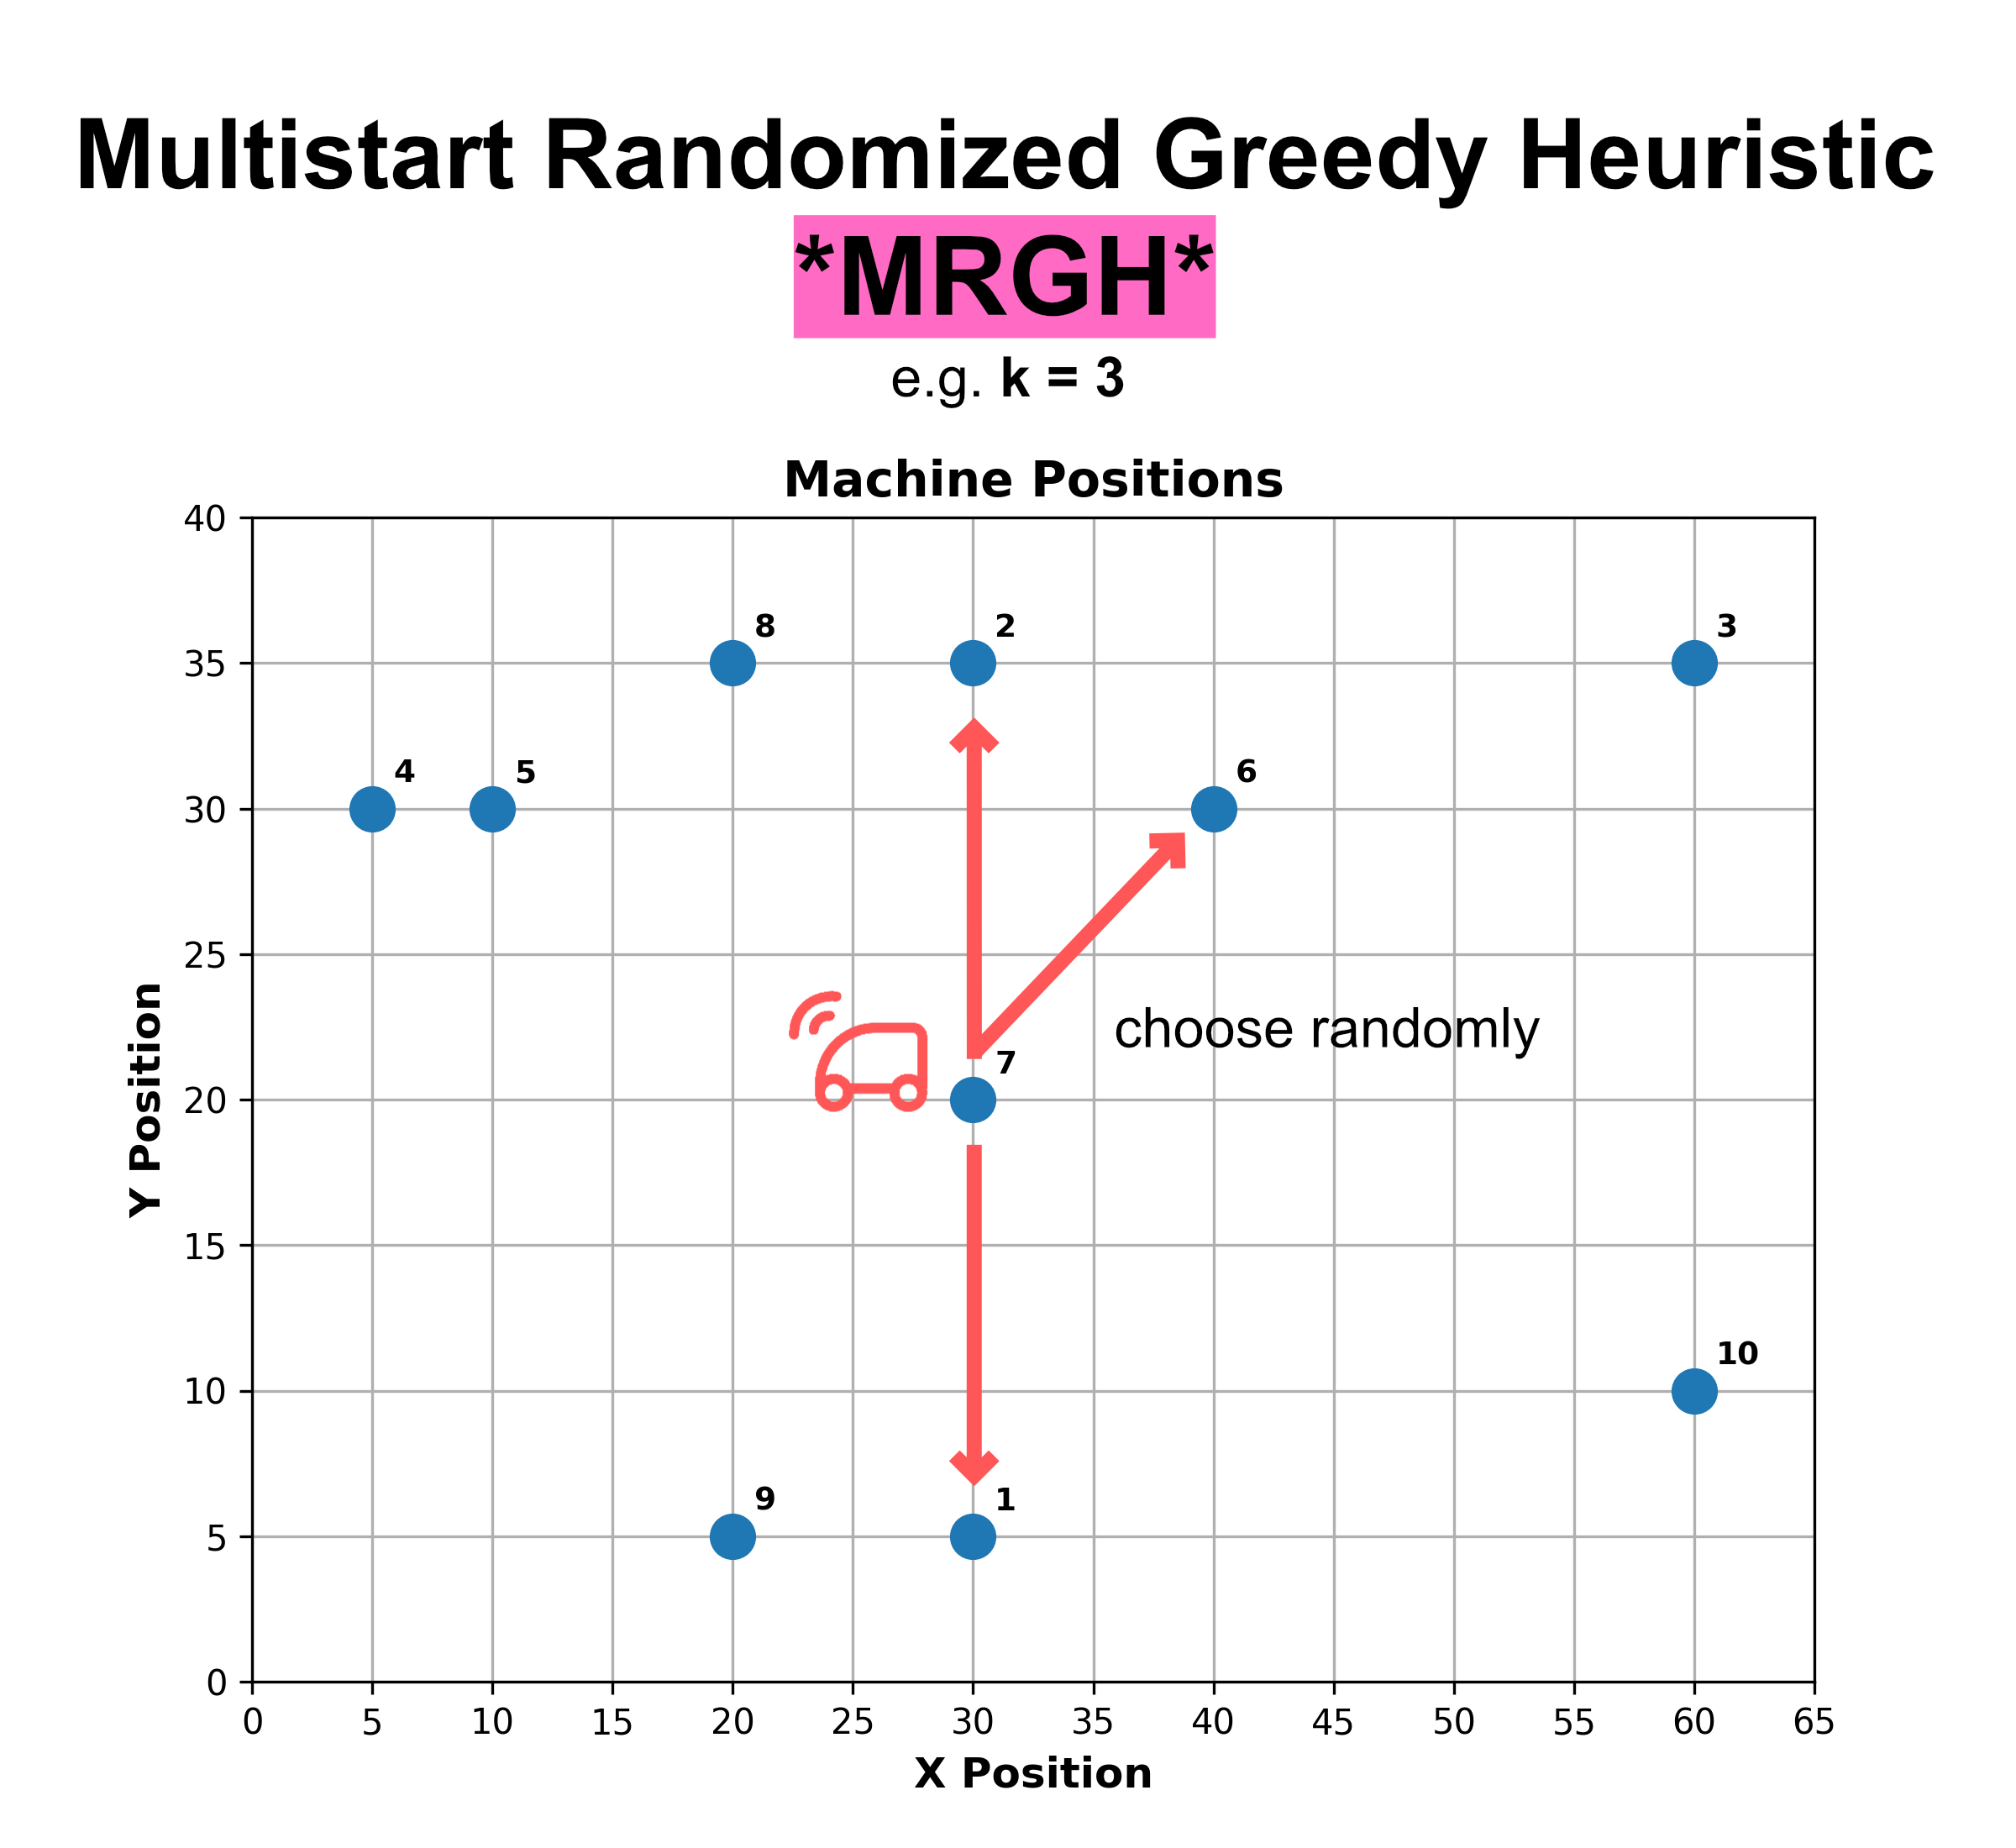 Multistart Randomized Greedy Heuristic
*MRGH*
e.g. k = 3
Machine Positions
40
8
2
3
35
4
5
6
30
25
choose randomly
7
20
Y Position
15
10
10
9
1
5
0
0 5 10 15 20 25 30 35 40 45 50 55 60 65
X Position